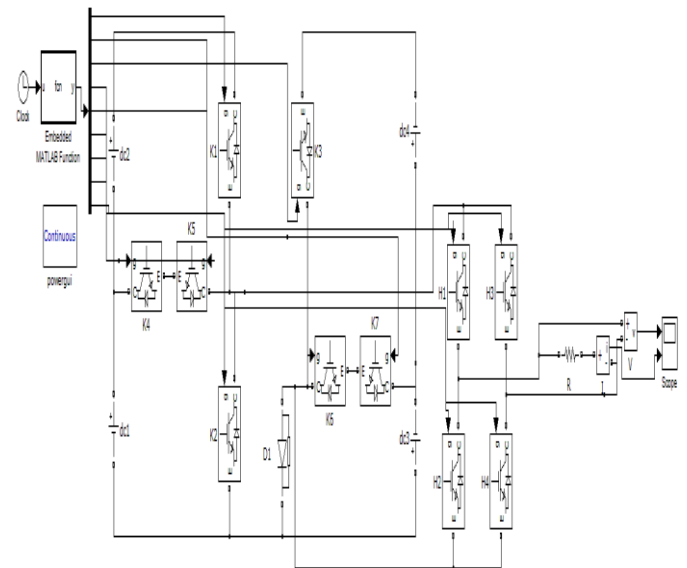 Clock
u fcn y
Embedded
MATLAB Function
Continuous
powergui
dc2
K1
K3
dc4
K5
g
E
E
g
C
C
K4
H1
H3
K7
g
E
E
g
C
C
K6
K2
dc1
D1
dc3
H2
H4
R
+
-
i
I
+
-
v
V
Scope